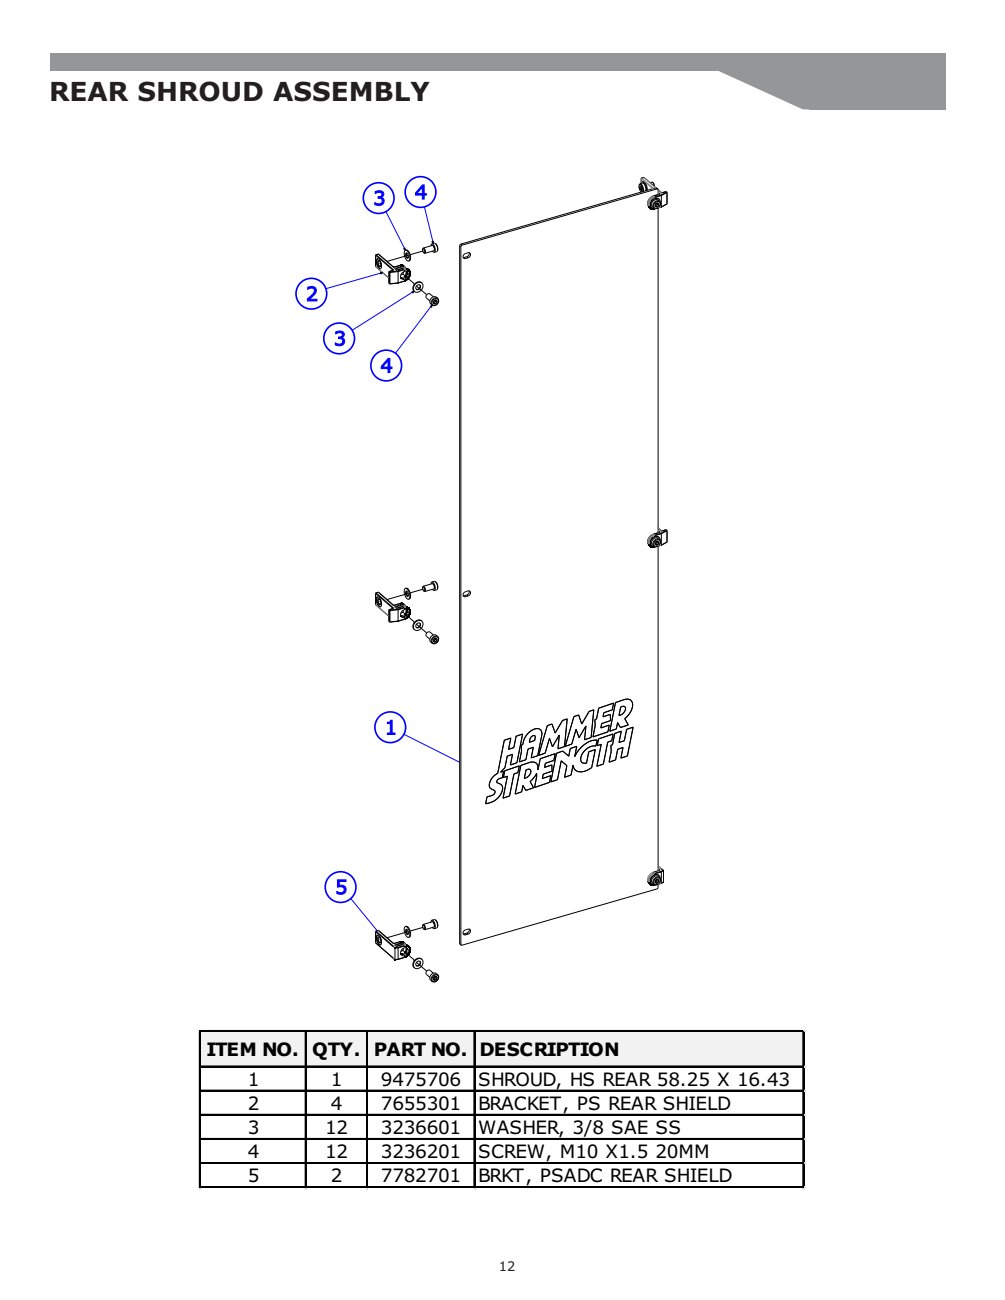 REAR SHROUD ASSEMBLY
3
4
2
3
4
1
HAMMER
STRENGTH
5
ITEM NO. QTY. PART NO. DESCRIPTION
1 1 9475706 SHROUD, HS REAR 58.25 X 16.43
2 4 7655301 BRACKET, PS REAR SHIELD
3 12 3236601 WASHER, 3/8 SAE SS
4 12 3236201 SCREW, M10 X1.5 20MM
5 2 7782701 BRKT, PSADC REAR SHIELD
12